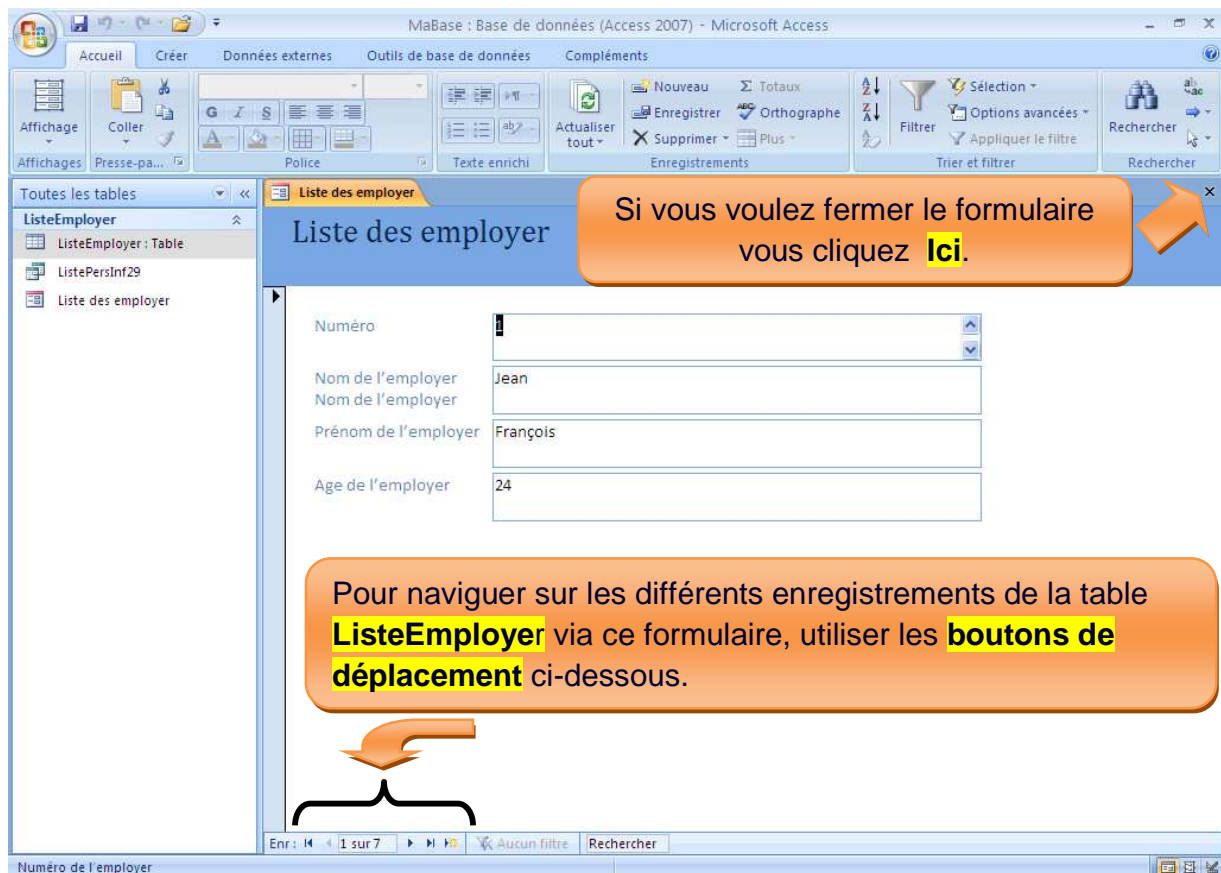 MaBase : Base de données (Access 2007) - Microsoft Access
Accueil Créer Données externes Outils de base de données Compléments
Affichage
Coller
G I S
Actualiser
tout
Nouveau
Enregistrer
Supprimer
Totaux
Orthographe
Plus
Filtrer
Sélection
Options avancées
Appliquer le filtre
Rechercher
Affichages Presse-pa... Police Texte enrichi Enregistrements Trier et filtrer Rechercher
Toutes les tables
ListeEmployer
ListeEmployer : Table
ListePersInf29
Liste des employer
Liste des employer
Liste des employer
Si vous voulez fermer le formulaire
vous cliquez Ici.
Numéro 1
Nom de l'employer Jean
Nom de l'employer
Prénom de l'employer François
Age de l'employer 24
Pour naviguer sur les différents enregistrements de la table
ListeEmployer via ce formulaire, utiliser les boutons de
déplacement ci-dessous.
Enr : 1 sur 7 Aucun filtre Rechercher
Numéro de l'employer